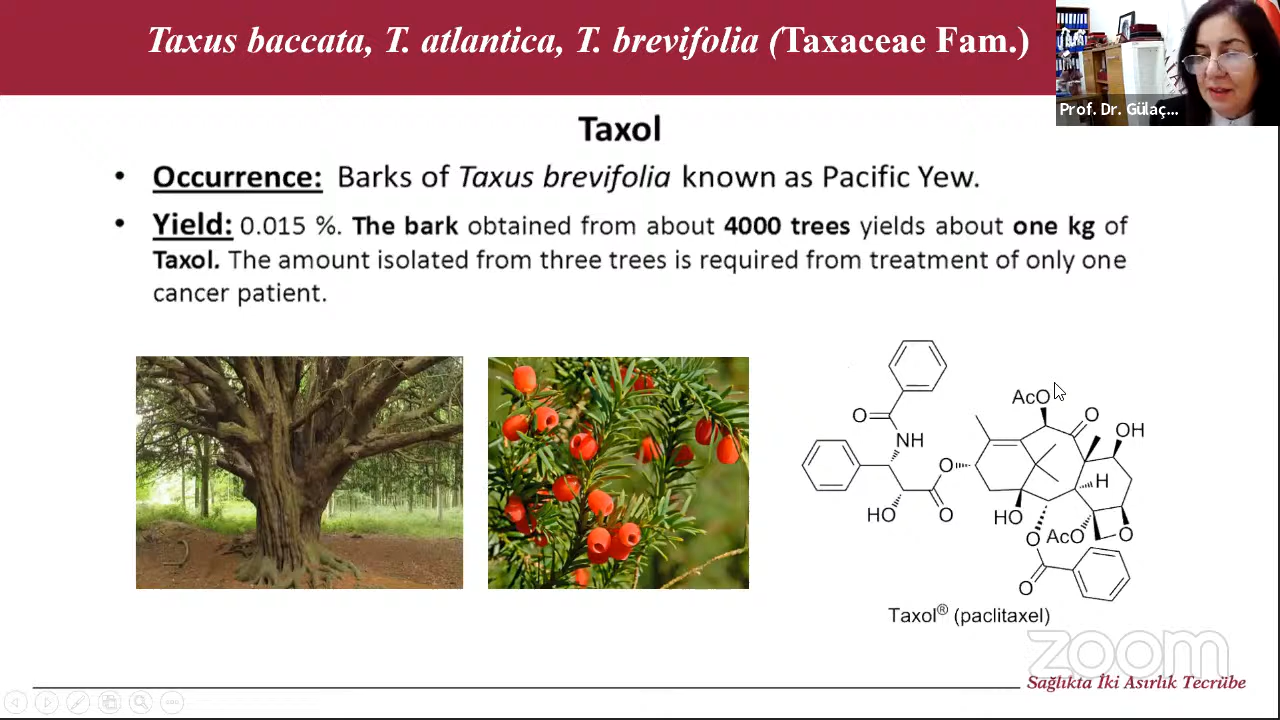 Taxus baccata, T. atlantica, T. brevifolia (Taxaceae Fam.)
Prof. Dr. Gülaç...
Taxol
• Occurrence: Barks of Taxus brevifolia known as Pacific Yew.
• Yield: 0.015 %. The bark obtained from about 4000 trees yields about one kg of
Taxol. The amount isolated from three trees is required from treatment of only one
cancer patient.
O
NH
HO
O
O
AcO
O
OH
H
HO
O
AcO
O
O
Taxol® (paclitaxel)
zoom
Sağlıkta İki Asırlık Tecrübe